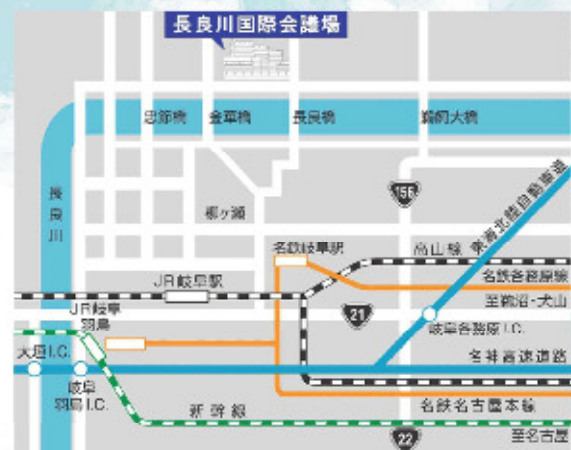 長良川国際会議場
忠節橋
金華橋
長良橋
鵜飼大橋
長良川
柳ヶ瀬
156
東海北陸自動車道
名鉄岐阜駅
高山線
JR岐阜駅
名鉄各務原線
至鵜沼・犬山
JR岐阜
羽島
21
岐阜各務原I.C.
大垣I.C.
名神高速道路
岐阜
羽島I.C.
新幹線
名鉄名古屋本線
22
至名古屋